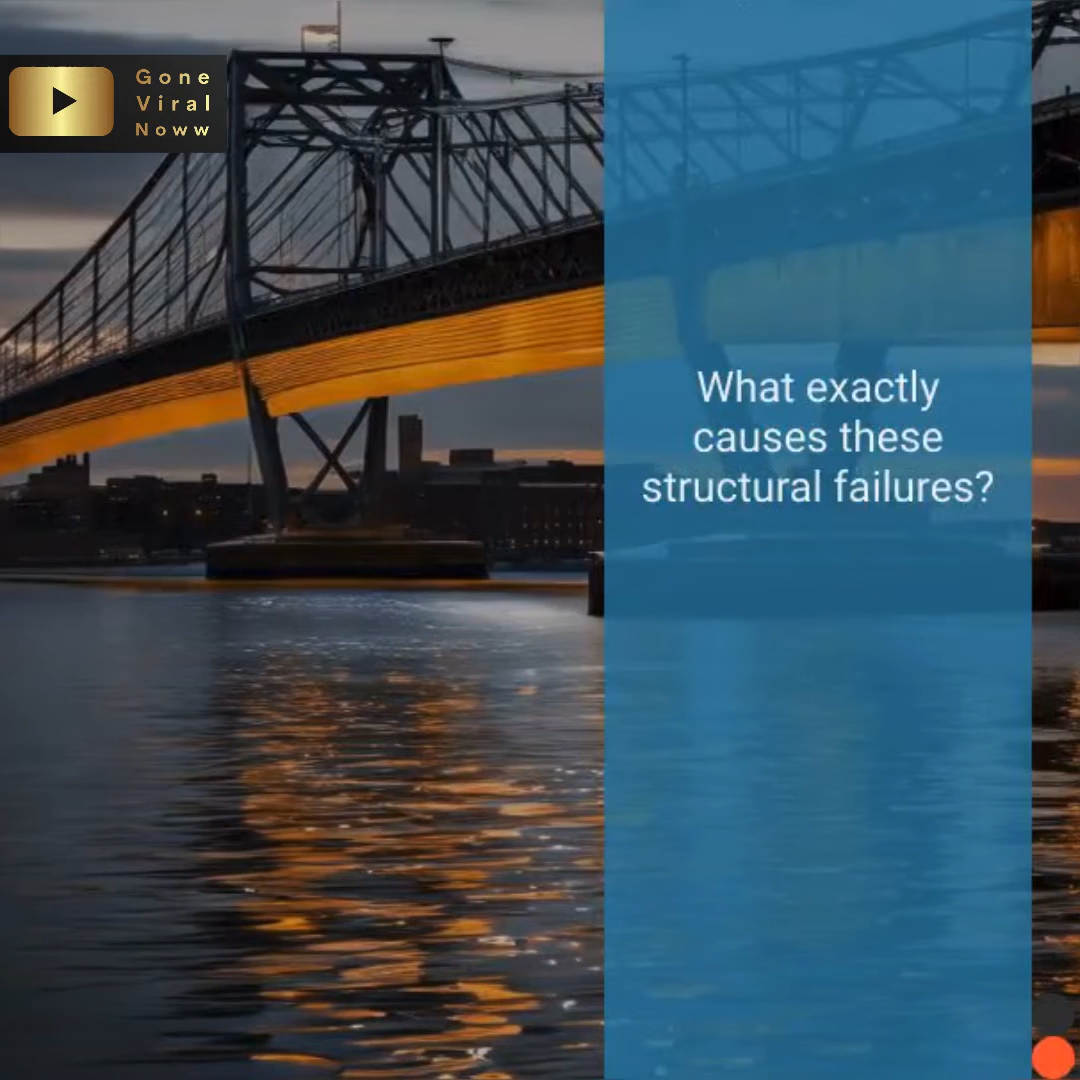 Gone
Viral
Noww
What exactly
causes these
structural failures?